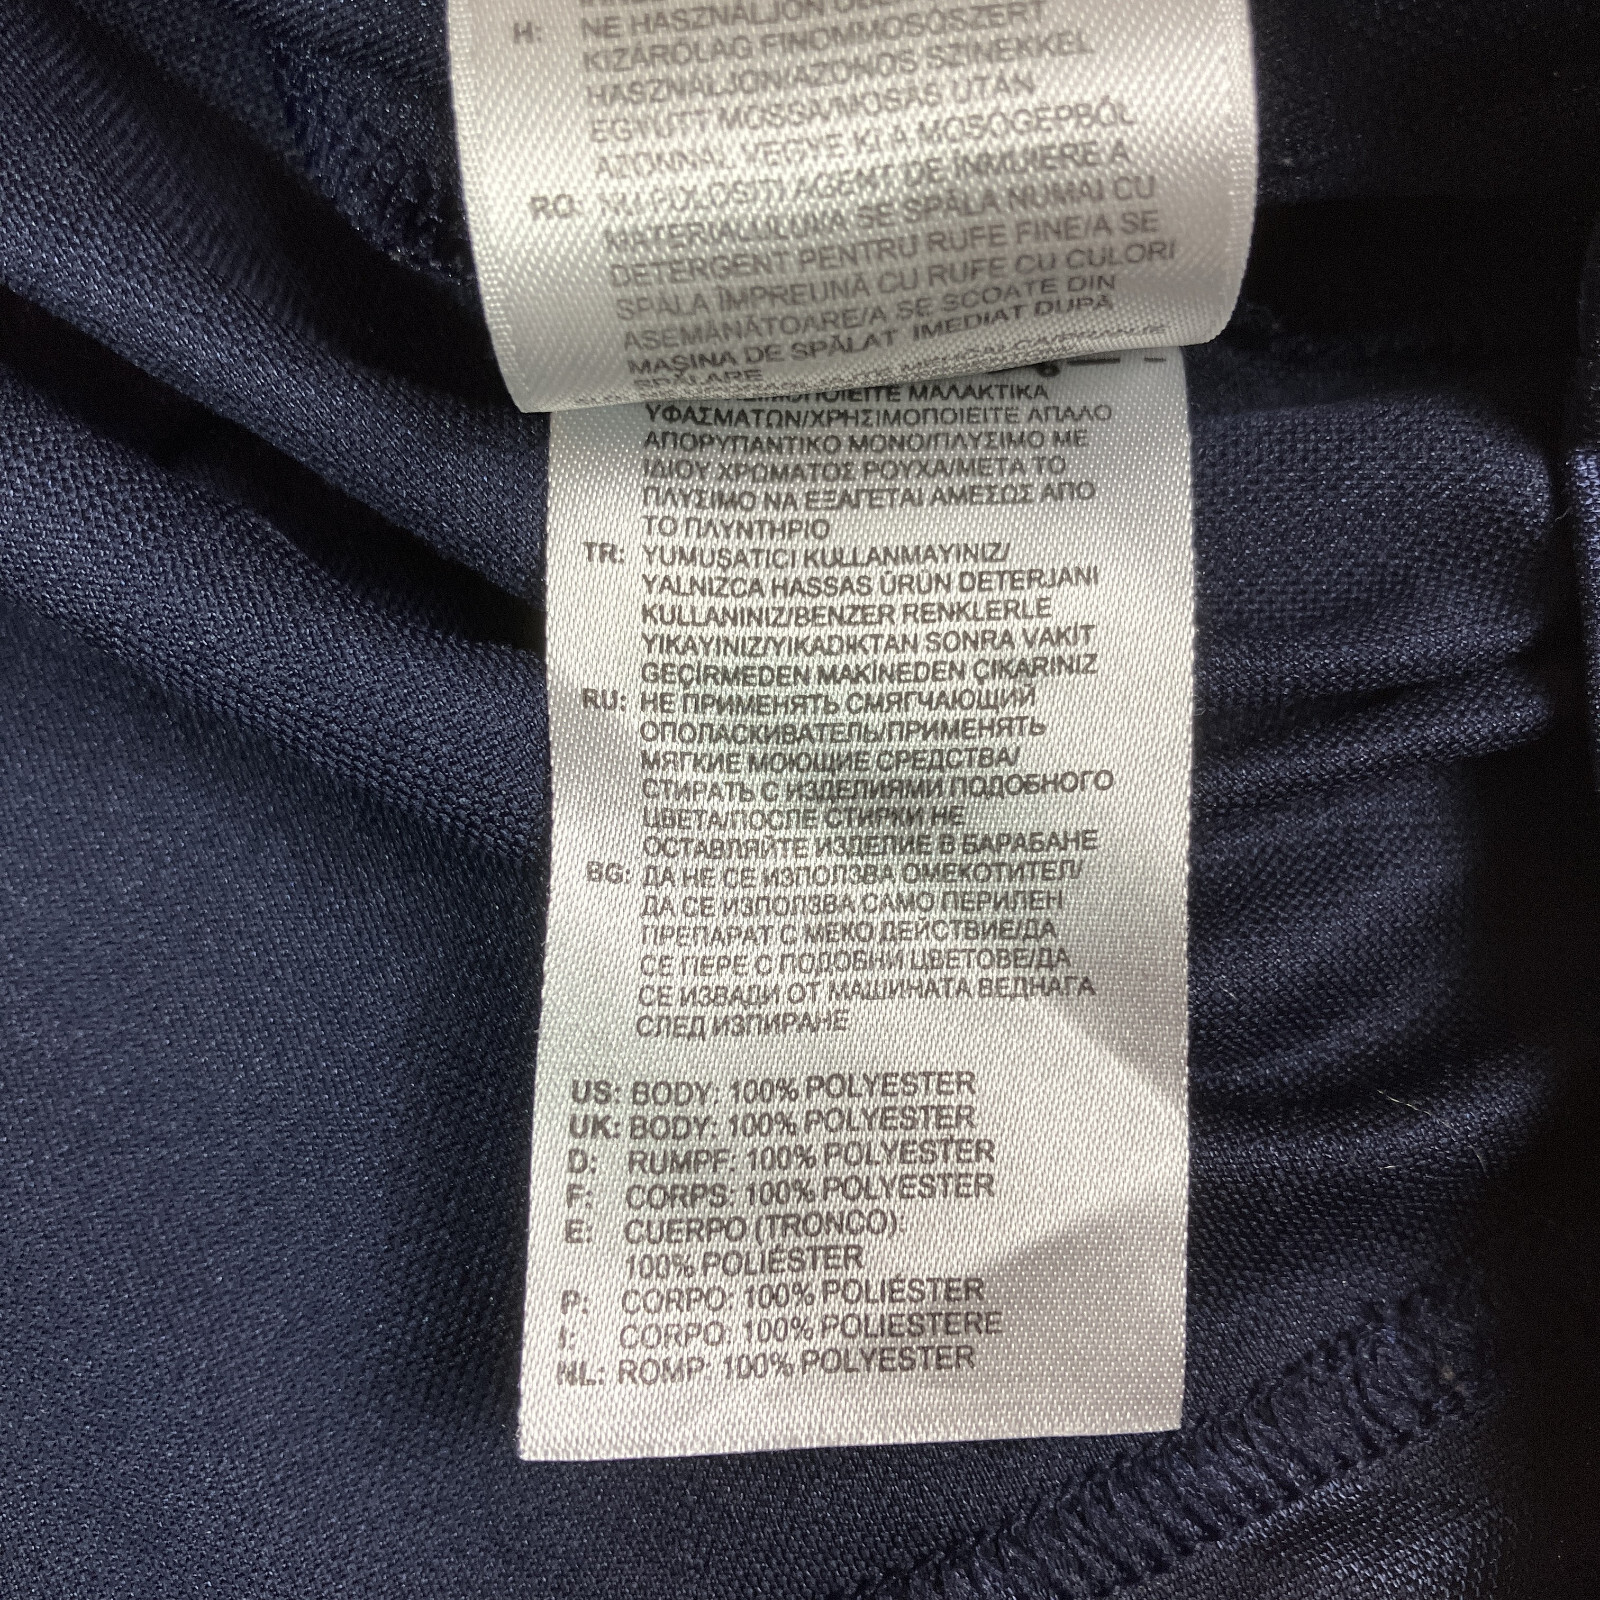 H: NE HASZNÁLJON
KIZÁRÓLAG FINOMMOSÓSZERT
HASZNÁLJON/AZONOS SZÍNEKKEL
EGYÜTT MOSSA/MOSÁS UTÁN
AZONNAL VEGYE KI A MOSÓGÉPBŐL
RO: NU FOLOSIȚI AGENT DE ÎNMUIERE A
MATERIALULUI/A SE SPĂLA NUMAI CU
DETERGENT PENTRU RUFE FINE/A SE
SPĂLA ÎMPREUNĂ CU RUFE CU CULORI
ASEMĂNĂTOARE/A SE SCOATE DIN
MAȘINA DE SPĂLAT IMEDIAT DUPĂ
SPĂLARE
ΜΑΛΑΚΤΙΚΑ
ΥΦΑΣΜΑΤΩΝ/ΧΡΗΣΙΜΟΠΟΙΕΙΤΕ ΑΠΑΛΟ
ΑΠΟΡΥΠΑΝΤΙΚΟ ΜΟΝΟ/ΠΛΥΣΙΜΟ ΜΕ
ΙΔΙΟΥ ΧΡΩΜΑΤΟΣ ΡΟΥΧΑ/ΜΕΤΑ ΤΟ
ΠΛΥΣΙΜΟ ΝΑ ΕΞΑΓΕΤΑΙ ΑΜΕΣΩΣ ΑΠΟ
ΤΟ ΠΛΥΝΤΗΡΙΟ
TR: YUMUŞATICI KULLANMAYINIZ/
YALNIZCA HASSAS ÜRÜN DETERJANI
KULLANINIZ/BENZER RENKLERLE
YIKAYINIZ/YIKADIKTAN SONRA VAKİT
GEÇİRMEDEN MAKİNEDEN ÇIKARINIZ
RU: НЕ ПРИМЕНЯТЬ СМЯГЧАЮЩИЙ
ОПОЛАСКИВАТЕЛЬ/ПРИМЕНЯТЬ
МЯГКИЕ МОЮЩИЕ СРЕДСТВА/
СТИРАТЬ С ИЗДЕЛИЯМИ ПОДОБНОГО
ЦВЕТА/ПОСЛЕ СТИРКИ НЕ
ОСТАВЛЯЙТЕ ИЗДЕЛИЕ В БАРАБАНЕ
BG: ДА НЕ СЕ ИЗПОЛЗВА ОМЕКОТИТЕЛ/
ДА СЕ ИЗПОЛЗВА САМО ПЕРИЛЕН
ПРЕПАРАТ С МЕКО ДЕЙСТВИЕ/ДА
СЕ ПЕРЕ С ПОДОБНИ ЦВЕТОВЕ/ДА
СЕ ИЗВАДИ ОТ МАШИНАТА ВЕДНАГА
СЛЕД ИЗПИРАНЕ
US: BODY: 100% POLYESTER
UK: BODY: 100% POLYESTER
D: RUMPF: 100% POLYESTER
F: CORPS: 100% POLYESTER
E: CUERPO (TRONCO):
100% POLIÉSTER
P: CORPO: 100% POLIÉSTER
I: CORPO: 100% POLIESTERE
NL: ROMP: 100% POLYESTER